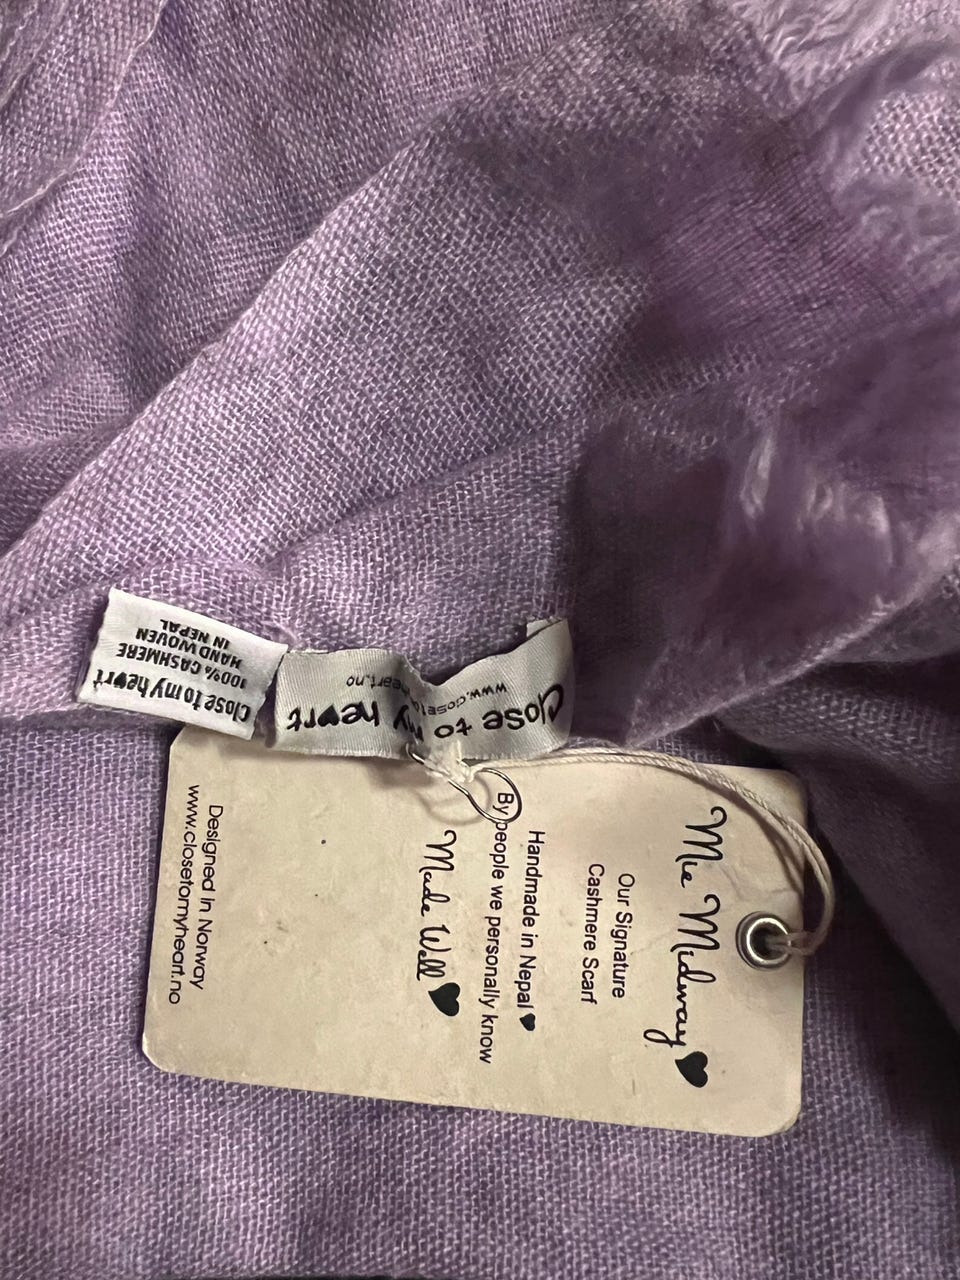 Close to my heart
100% CASHMERE
HAND WOVEN
IN NEPAL
Close to my heart
Mie Midway
Our Signature
Cashmere Scarf
Handmade in Nepal
By people we personally know
Made Well
Designed in Norway
www.closetomyheart.no